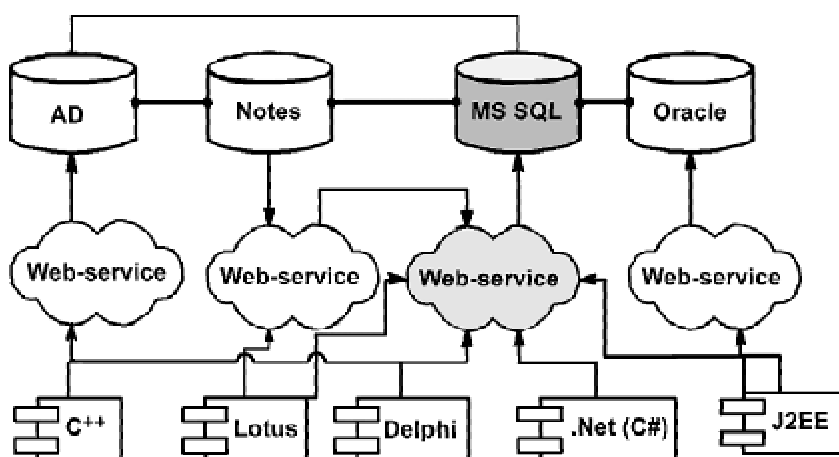 AD
Notes
MS SQL
Oracle
Web-service
Web-service
Web-service
Web-service
C++
Lotus
Delphi
.Net (C#)
J2EE